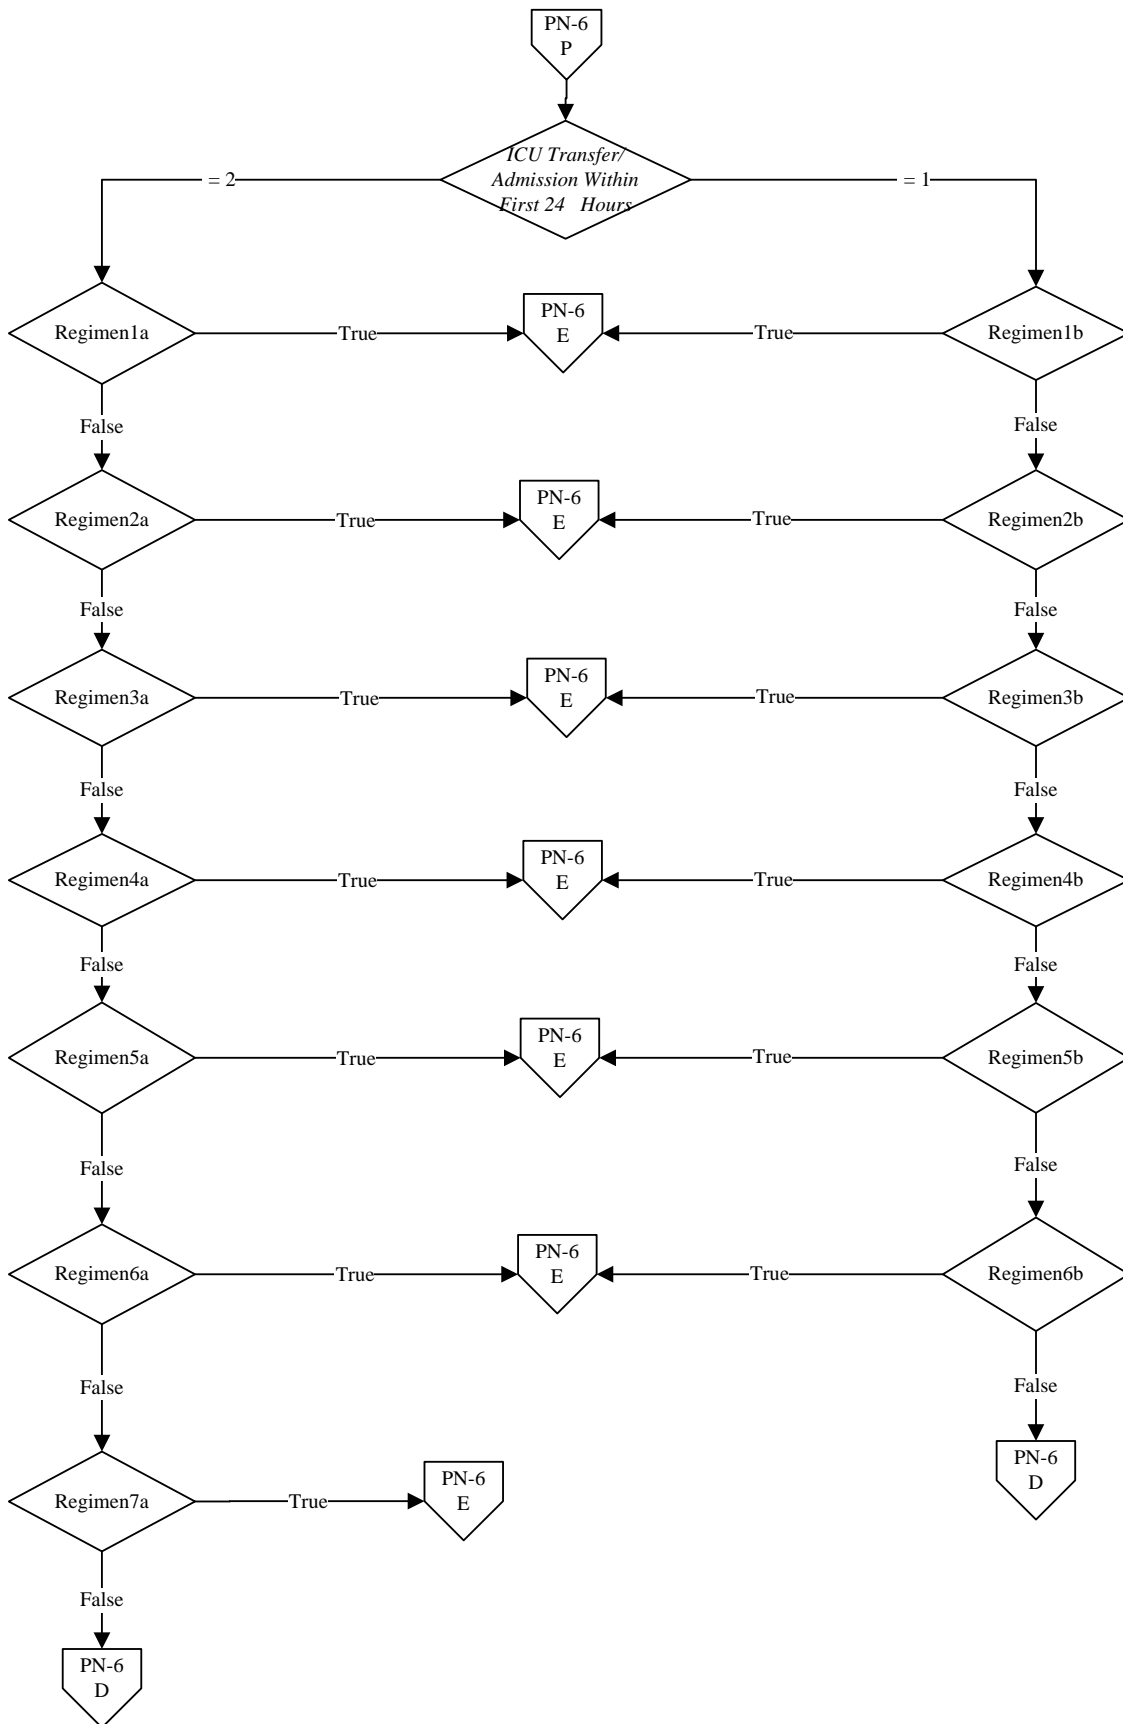 PN-6
P
ICU Transfer/
Admission Within
First 24 Hours
= 2
= 1
Regimen1a
True
PN-6
E
True
Regimen1b
False
False
Regimen2a
True
PN-6
E
True
Regimen2b
False
False
Regimen3a
True
PN-6
E
True
Regimen3b
False
False
Regimen4a
True
PN-6
E
True
Regimen4b
False
False
Regimen5a
True
PN-6
E
True
Regimen5b
False
False
Regimen6a
True
PN-6
E
True
Regimen6b
False
False
Regimen7a
True
PN-6
E
PN-6
D
False
PN-6
D